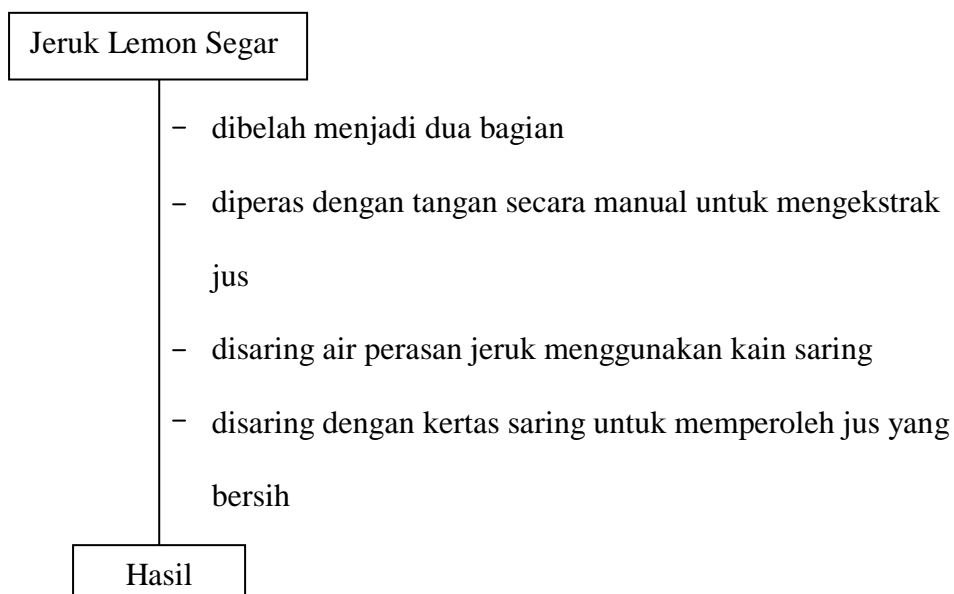 Jeruk Lemon Segar
- dibelah menjadi dua bagian
- diperas dengan tangan secara manual untuk mengekstrak
jus
- disaring air perasan jeruk menggunakan kain saring
- disaring dengan kertas saring untuk memperoleh jus yang
bersih
Hasil